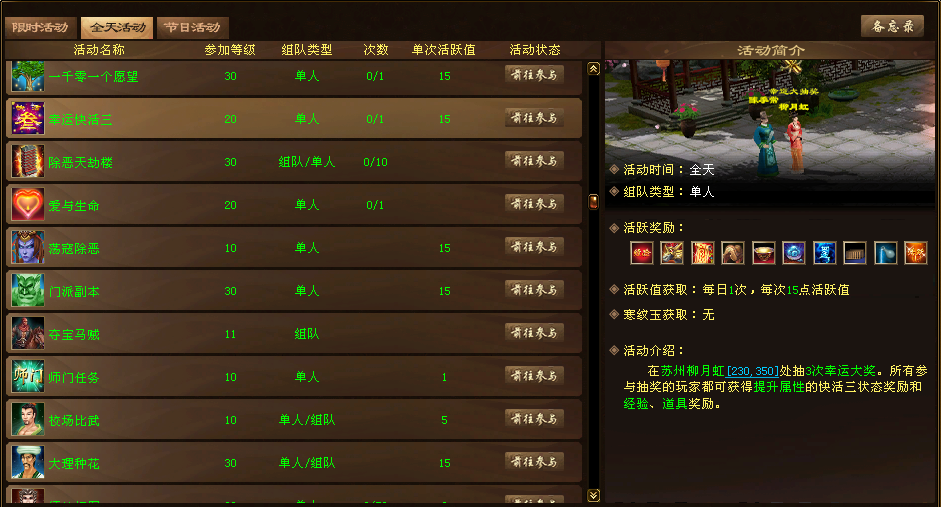 限时活动 全天活动 节日活动 备忘录
活动名称 参加等级 组队类型 次数 单次活跃值 活动状态
一千零一个愿望 30 单人 0/1 15 前往参与
幸运快活三 20 单人 0/1 15 前往参与
除恶天劫楼 30 组队/单人 0/10 前往参与
爱与生命 20 单人 0/1 前往参与
荡寇除恶 10 单人 15 前往参与
门派副本 30 单人 15 前往参与
夺宝马贼 11 组队 前往参与
师门
师门任务 10 单人 1 前往参与
校场比武 10 单人/组队 5 前往参与
大理种花 30 单人/组队 15 前往参与
活动简介
幸运大抽奖
柳月虹
活动时间：全天
组队类型：单人
活跃奖励：
经验
活跃值获取：每日1次，每次15点活跃值
寒纹玉获取：无
活动介绍：
在苏州柳月虹[230,350]处抽3次幸运大奖。所有参
与抽奖的玩家都可获得提升属性的快活三状态奖励和
经验、道具奖励。